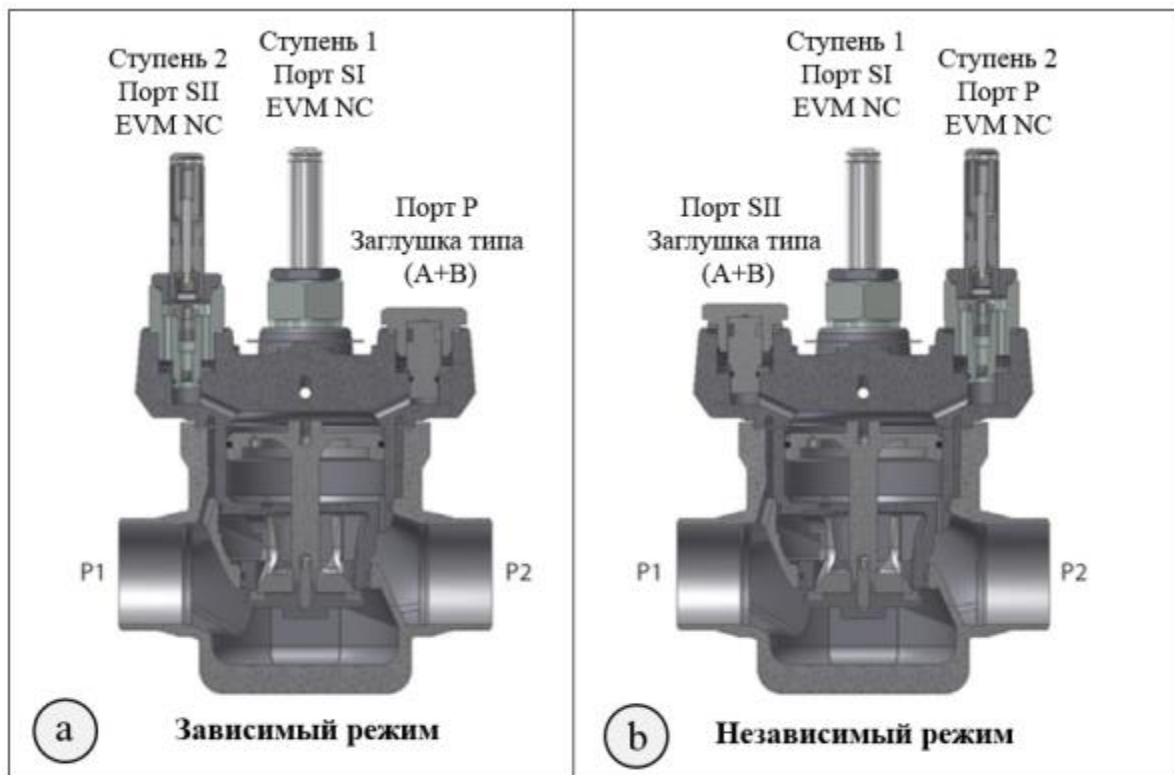 Ступень 2
Порт SII
EVM NC
Ступень 1
Порт SI
EVM NC
Порт P
Заглушка типа
(A+B)
P1
P2
a
Зависимый режим
Ступень 1
Порт SI
EVM NC
Ступень 2
Порт P
EVM NC
Порт SII
Заглушка типа
(A+B)
P1
P2
b
Независимый режим